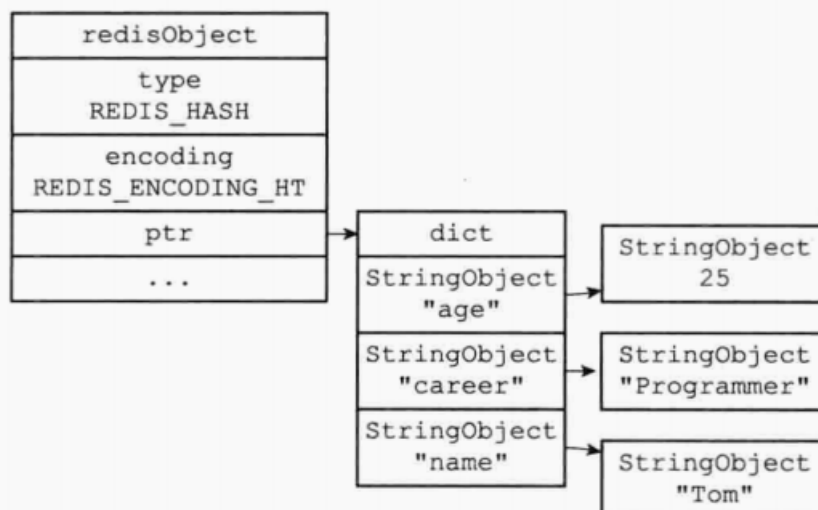 redisObject
type
REDIS_HASH
encoding
REDIS_ENCODING_HT
ptr
...
dict
StringObject
"age"
StringObject
"career"
StringObject
"name"
StringObject
25
StringObject
"Programmer"
StringObject
"Tom"